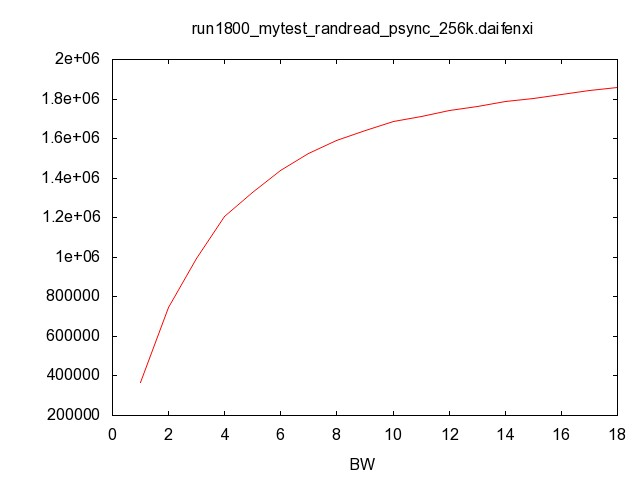 run1800_mytest_randread_psync_256k.daifenxi
2e+06
1.8e+06
1.6e+06
1.4e+06
1.2e+06
1e+06
800000
600000
400000
200000
0 2 4 6 8 10 12 14 16 18
BW